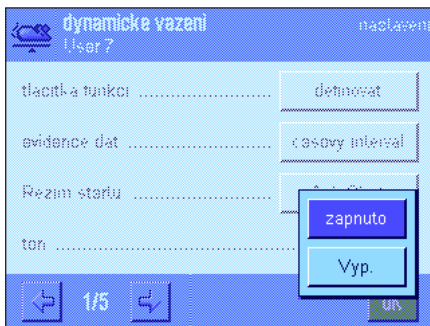 dynamicke vazeni nastaveni
User 7
tlacitka funkci ........................ definovat
evidence dat ........................ casovy interval
Rezim startu ........................
ton ........................
zapnuto
Vyp.
1/5 OK